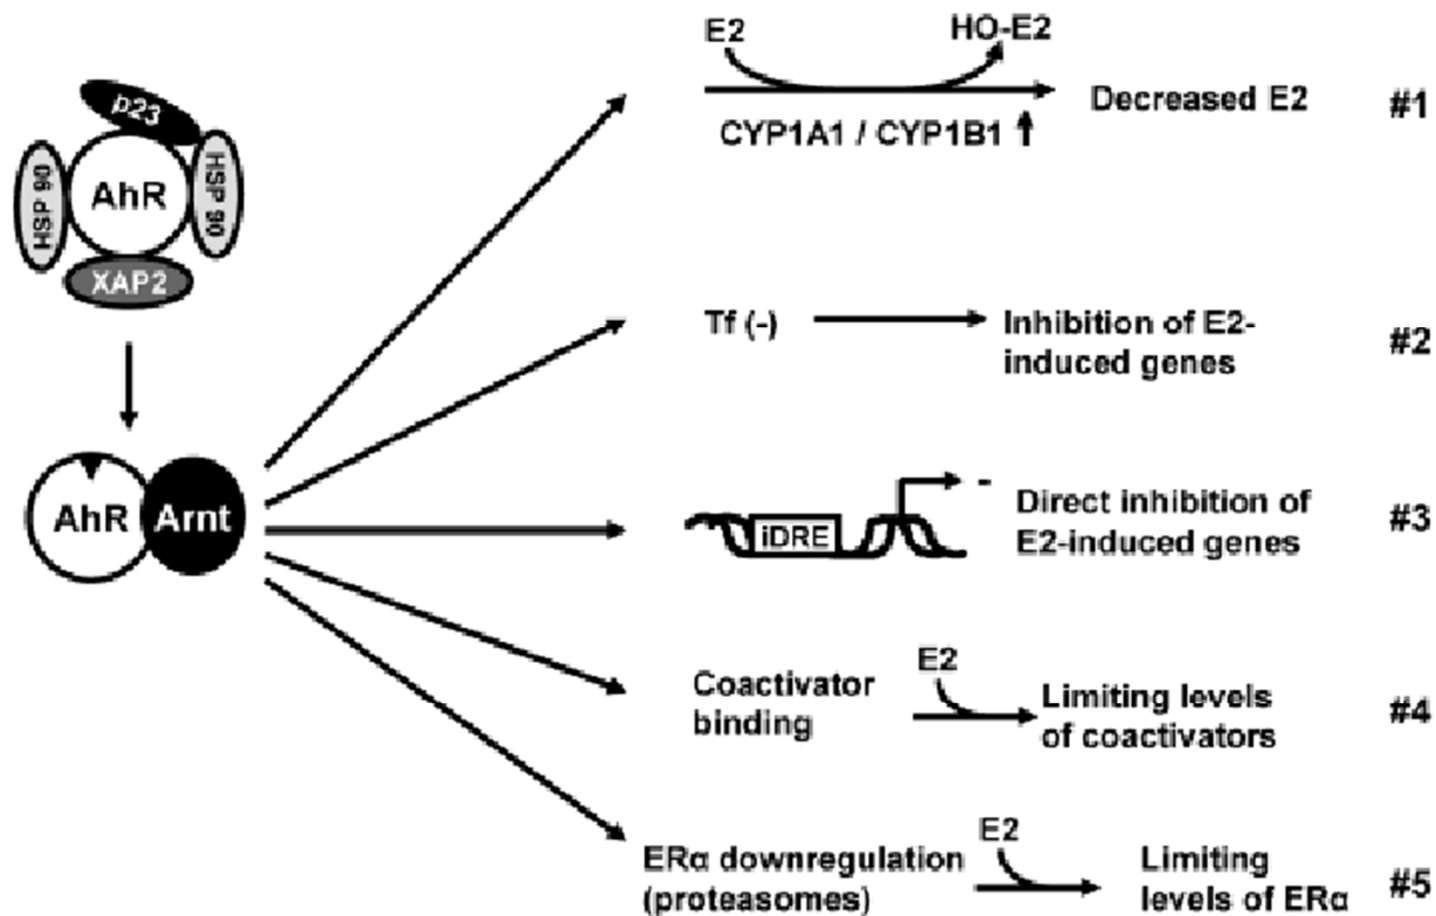 p23
HSP 90
AhR
HSP 90
XAP2
AhR
Arnt
E2
HO-E2
CYP1A1 / CYP1B1
Decreased E2
#1
Tf (-)
Inhibition of E2-
induced genes
#2
iDRE
-
Direct inhibition of
E2-induced genes
#3
Coactivator
binding
E2
Limiting levels
of coactivators
#4
ERα downregulation
(proteasomes)
E2
Limiting
levels of ERα
#5